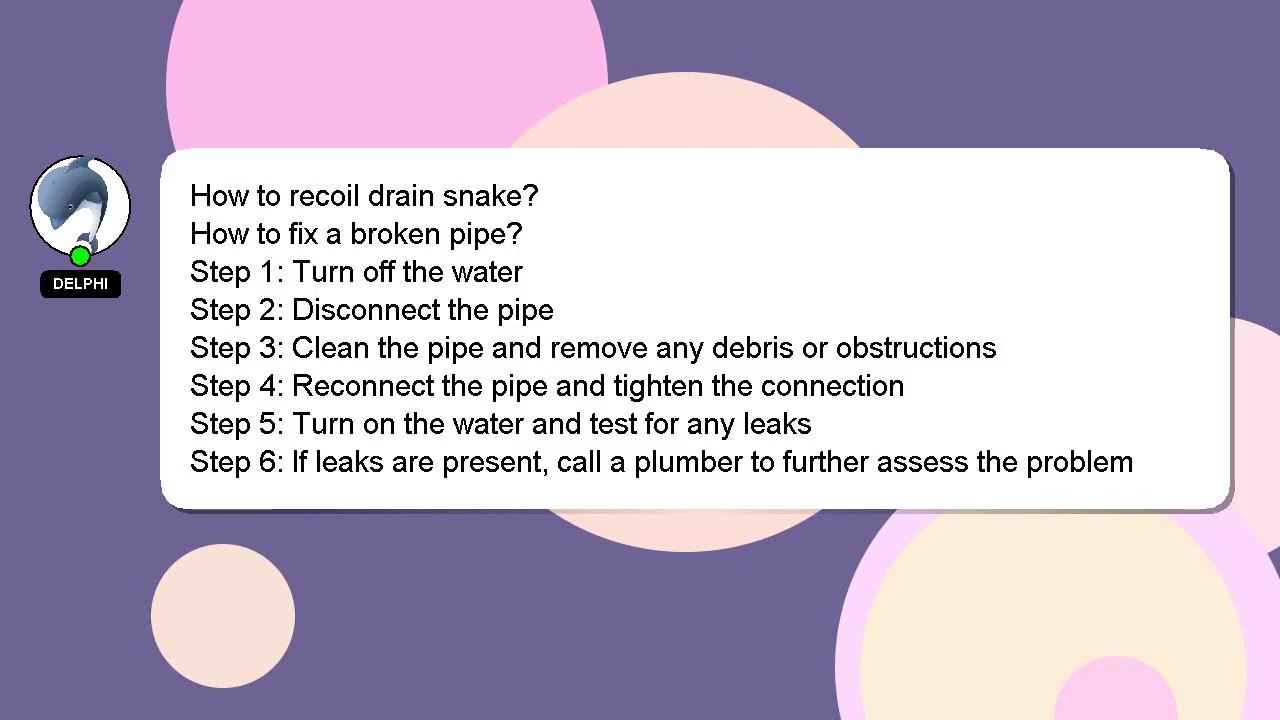 How to recoil drain snake?
How to fix a broken pipe?
Step 1: Turn off the water
Step 2: Disconnect the pipe
Step 3: Clean the pipe and remove any debris or obstructions
Step 4: Reconnect the pipe and tighten the connection
Step 5: Turn on the water and test for any leaks
Step 6: If leaks are present, call a plumber to further assess the problem
DELPHI